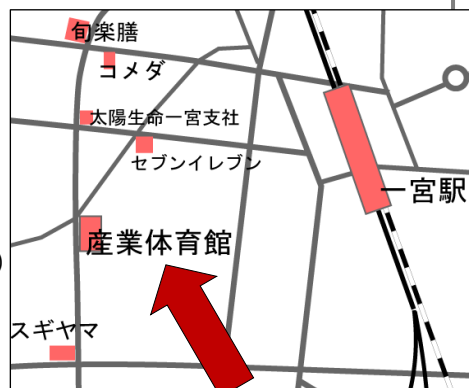 旬楽膳
コメダ
太陽生命一宮支社
セブンイレブン
一宮駅
産業体育館
スギヤマ